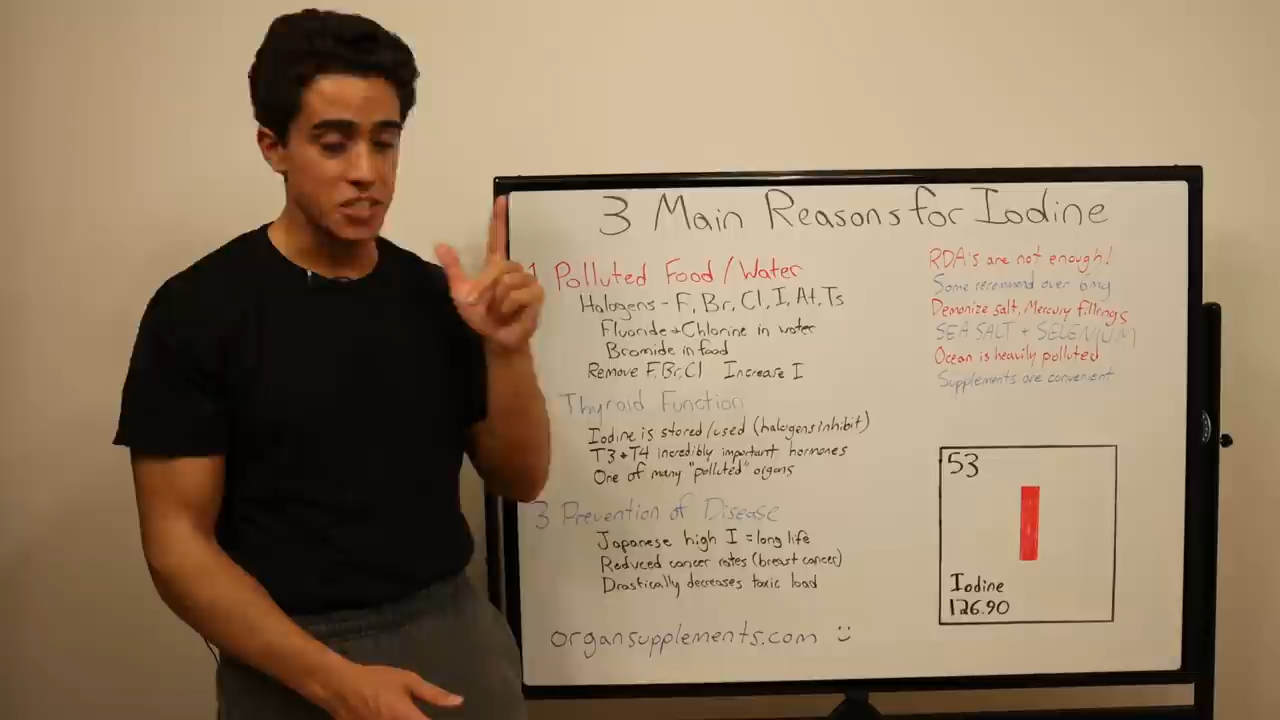 3 Main Reasons for Iodine
1 Polluted Food/Water
Halogens - F, Br, Cl, I, At, Ts
Fluoride + Chlorine in water
Bromide in food
Remove F, Br, Cl Increase I
Thyroid Function
Iodine is stored/used (halogens inhibit)
T3 + T4 incredibly important hormones
One of many "polluted" organs
3 Prevention of Disease
Japanese high I = long life
Reduced cancer rates (breast cancer)
Drastically decreases toxic load
organsupplements.com :)
RDA's are not enough!
Some recommend over 6mg
Demonize salt, Mercury fillings
SEA SALT + SELENIUM
Ocean is heavily polluted
Supplements are convenient
53
I
Iodine
126.90